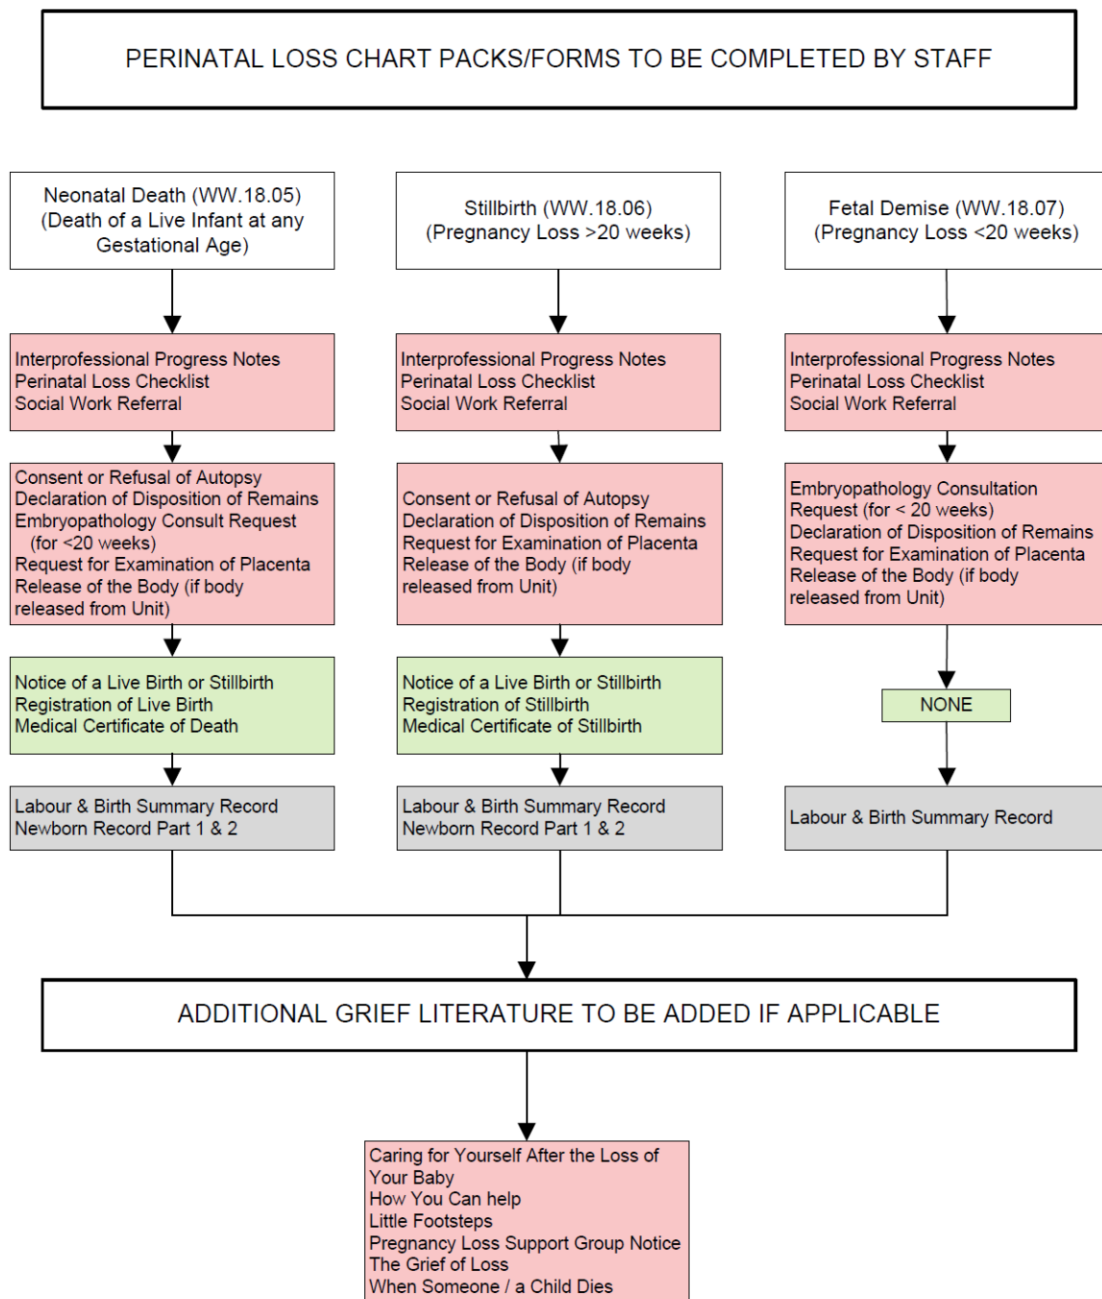 PERINATAL LOSS CHART PACKS/FORMS TO BE COMPLETED BY STAFF
Neonatal Death (WW.18.05)
(Death of a Live Infant at any
Gestational Age)
Stillbirth (WW.18.06)
(Pregnancy Loss >20 weeks)
Fetal Demise (WW.18.07)
(Pregnancy Loss <20 weeks)
Interprofessional Progress Notes
Perinatal Loss Checklist
Social Work Referral
Interprofessional Progress Notes
Perinatal Loss Checklist
Social Work Referral
Interprofessional Progress Notes
Perinatal Loss Checklist
Social Work Referral
Consent or Refusal of Autopsy
Declaration of Disposition of Remains
Embryopathology Consult Request
(for <20 weeks)
Request for Examination of Placenta
Release of the Body (if body
released from Unit)
Consent or Refusal of Autopsy
Declaration of Disposition of Remains
Request for Examination of Placenta
Release of the Body (if body
released from Unit)
Embryopathology Consultation
Request (for < 20 weeks)
Declaration of Disposition of Remains
Request for Examination of Placenta
Release of the Body (if body
released from Unit)
Notice of a Live Birth or Stillbirth
Registration of Live Birth
Medical Certificate of Death
Notice of a Live Birth or Stillbirth
Registration of Stillbirth
Medical Certificate of Stillbirth
NONE
Labour & Birth Summary Record
Newborn Record Part 1 & 2
Labour & Birth Summary Record
Newborn Record Part 1 & 2
Labour & Birth Summary Record
ADDITIONAL GRIEF LITERATURE TO BE ADDED IF APPLICABLE
Caring for Yourself After the Loss of
Your Baby
How You Can help
Little Footsteps
Pregnancy Loss Support Group Notice
The Grief of Loss
When Someone / a Child Dies